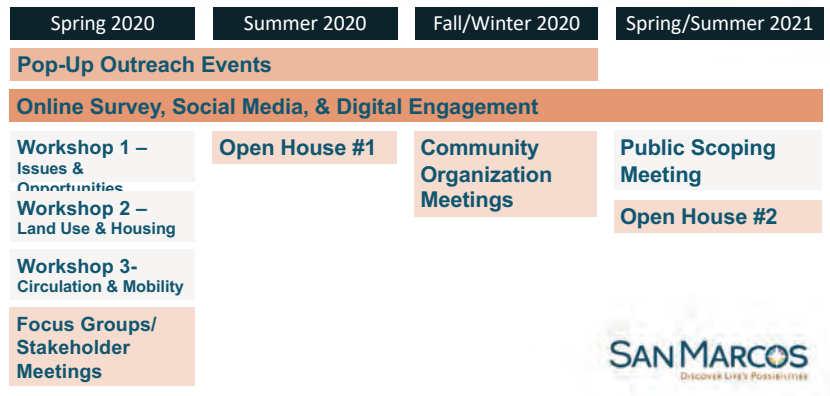 Spring 2020
Summer 2020
Fall/Winter 2020
Spring/Summer 2021
Pop-Up Outreach Events
Online Survey, Social Media, & Digital Engagement
Workshop 1 –
Issues &
Opportunities
Workshop 2 –
Land Use & Housing
Workshop 3-
Circulation & Mobility
Focus Groups/
Stakeholder
Meetings
Open House #1
Community
Organization
Meetings
Public Scoping
Meeting
Open House #2
SAN MARCOS
DISCOVER LIFE'S POSSIBILITIES